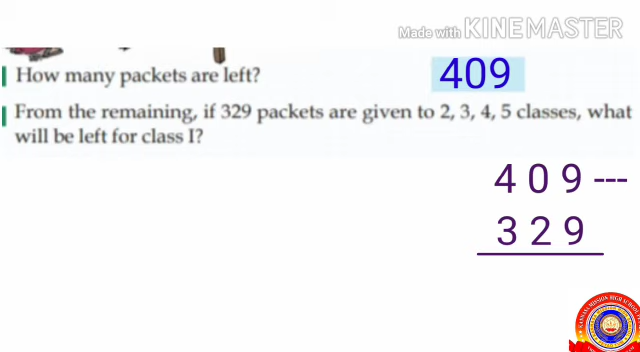 Made with KINEMASTER
How many packets are left?
409
From the remaining, if 329 packets are given to 2, 3, 4, 5 classes, what
will be left for class I?
4 0 9 ---
3 2 9